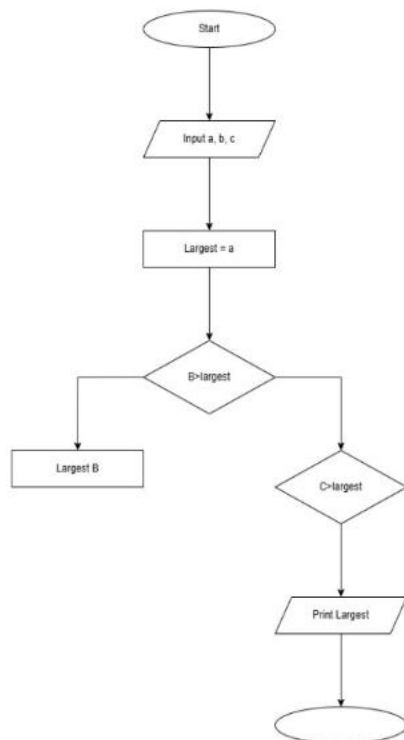 Start
Input a, b, c
Largest = a
B>largest
Largest B
C>largest
Print Largest